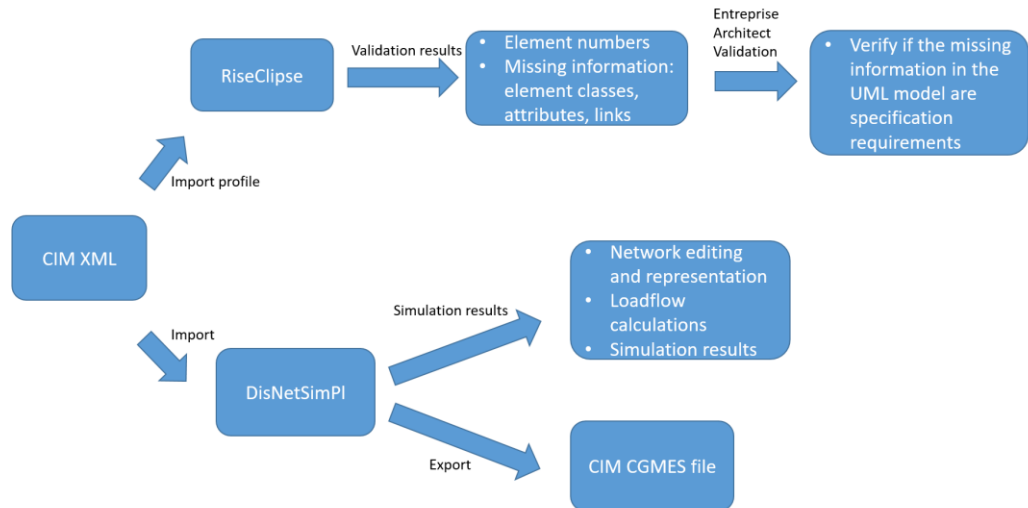 RiseClipse
Validation results
• Element numbers
• Missing information:
element classes,
attributes, links
Entreprise
Architect
Validation
• Verify if the missing
information in the
UML model are
specification
requirements
Import profile
CIM XML
Import
DisNetSimPl
Simulation results
• Network editing
and representation
• Loadflow
calculations
• Simulation results
Export
CIM CGMES file